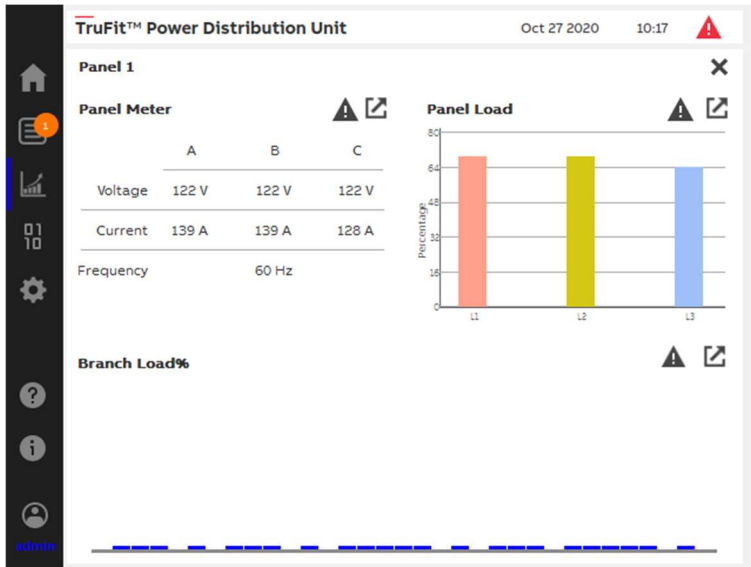 TruFit™ Power Distribution Unit Oct 27 2020 10:17
Panel 1
1
Panel Meter
A B C
Voltage 122 V 122 V 122 V
Current 139 A 139 A 128 A
Frequency 60 Hz
Panel Load
80
64
48
32
16
0
Percentage
L1 L2 L3
Branch Load%
admin